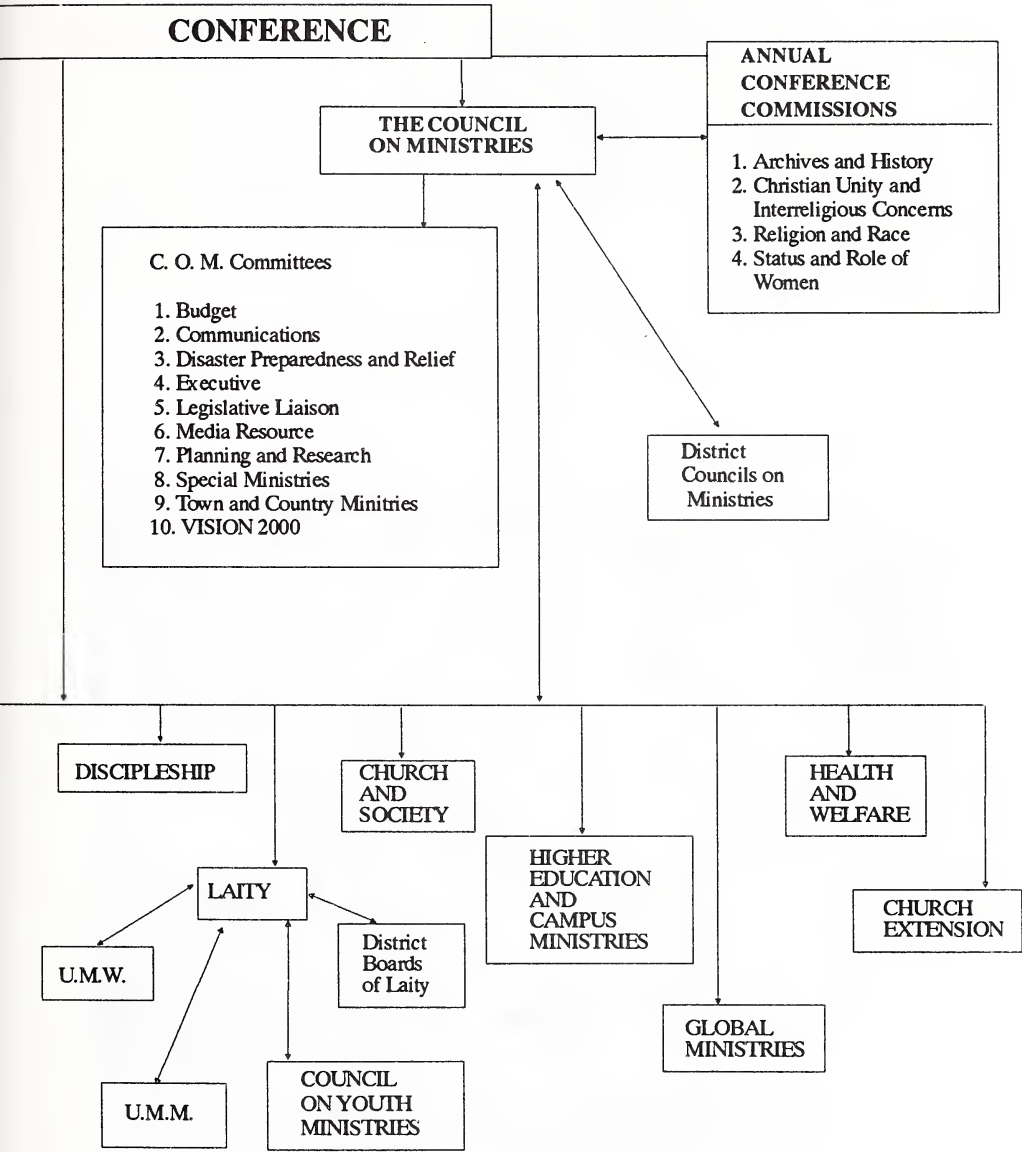 CONFERENCE
ANNUAL
CONFERENCE
COMMISSIONS
1. Archives and History
2. Christian Unity and
Interreligious Concerns
3. Religion and Race
4. Status and Role of
Women
THE COUNCIL
ON MINISTRIES
C. O. M. Committees
1. Budget
2. Communications
3. Disaster Preparedness and Relief
4. Executive
5. Legislative Liaison
6. Media Resource
7. Planning and Research
8. Special Ministries
9. Town and Country Minitries
10. VISION 2000
District
Councils on
Ministries
DISCIPLESHIP
CHURCH
AND
SOCIETY
HEALTH
AND
WELFARE
HIGHER
EDUCATION
AND
CAMPUS
MINISTRIES
LAITY
CHURCH
EXTENSION
U.M.W.
District
Boards
of Laity
GLOBAL
MINISTRIES
U.M.M.
COUNCIL
ON YOUTH
MINISTRIES